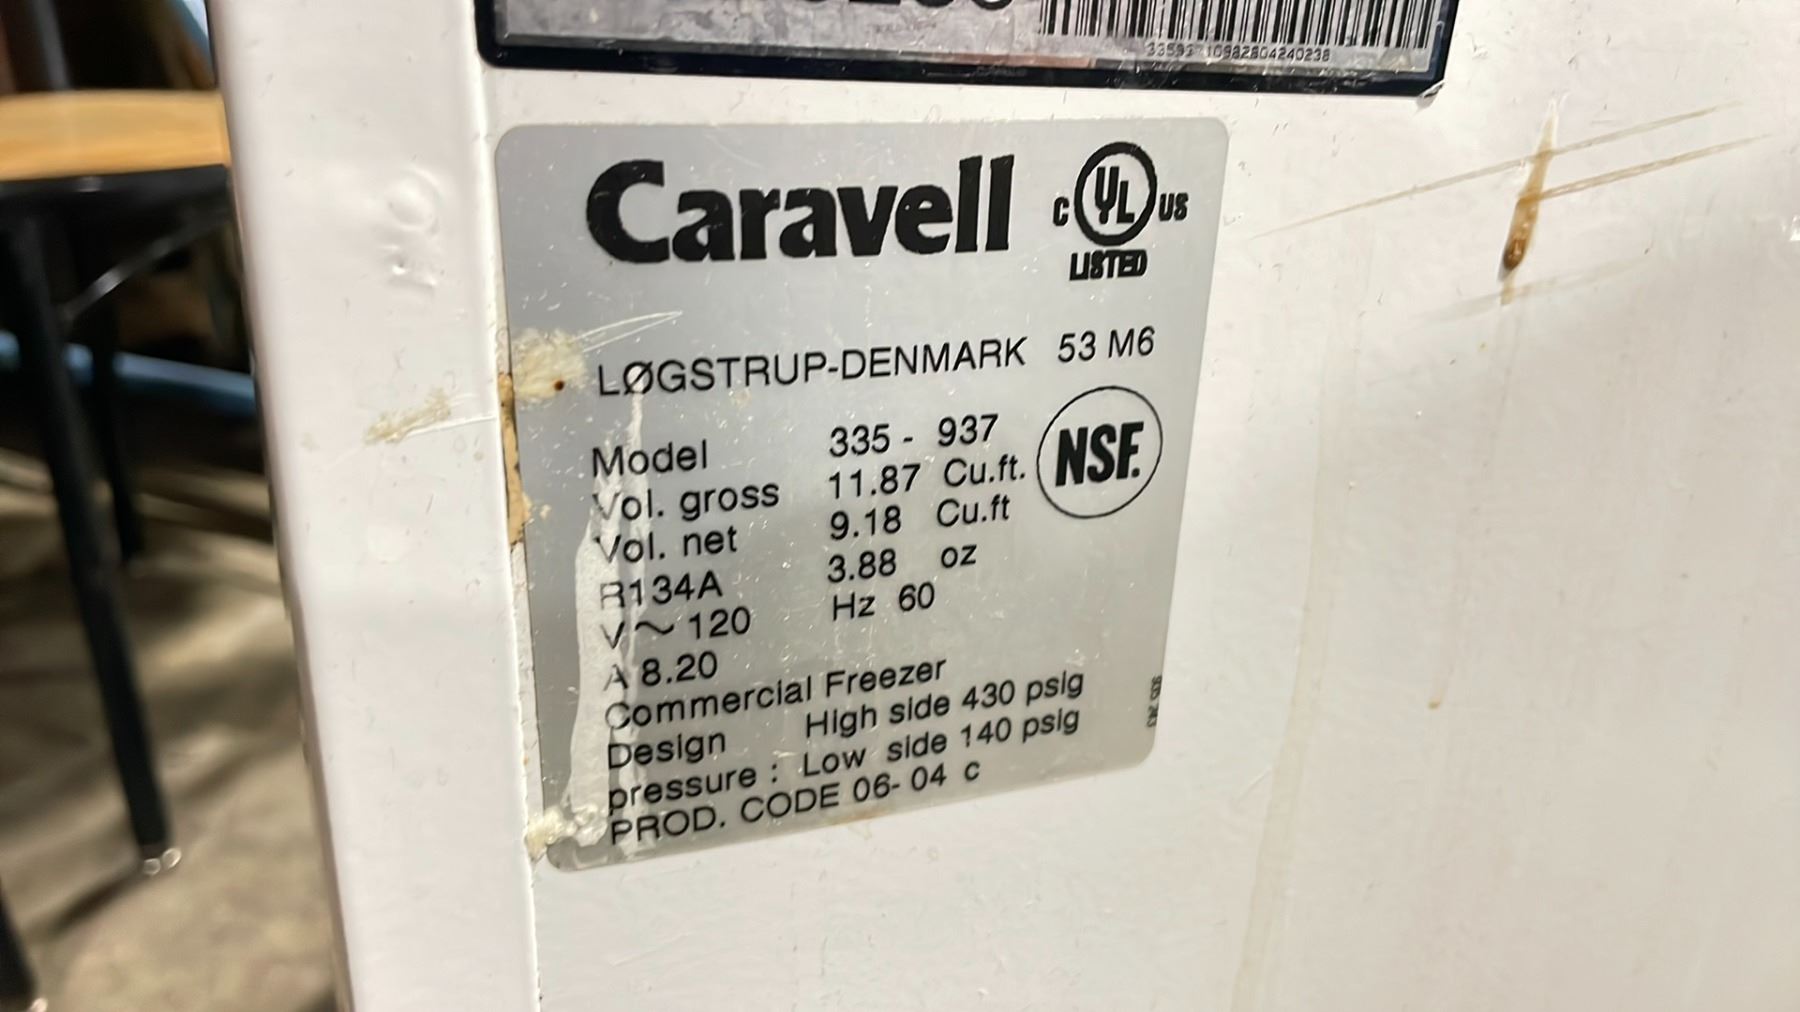 Caravell
C UL US
LISTED
LØGSTRUP-DENMARK 53 M6
Model 335 - 937
Vol. gross 11.87 Cu.ft.
Vol. net 9.18 Cu.ft
NSF.
R134A 3.88 oz
V~ 120 Hz 60
A 8.20
Commercial Freezer
Design High side 430 psig
pressure : Low side 140 psig
PROD. CODE 06- 04 c